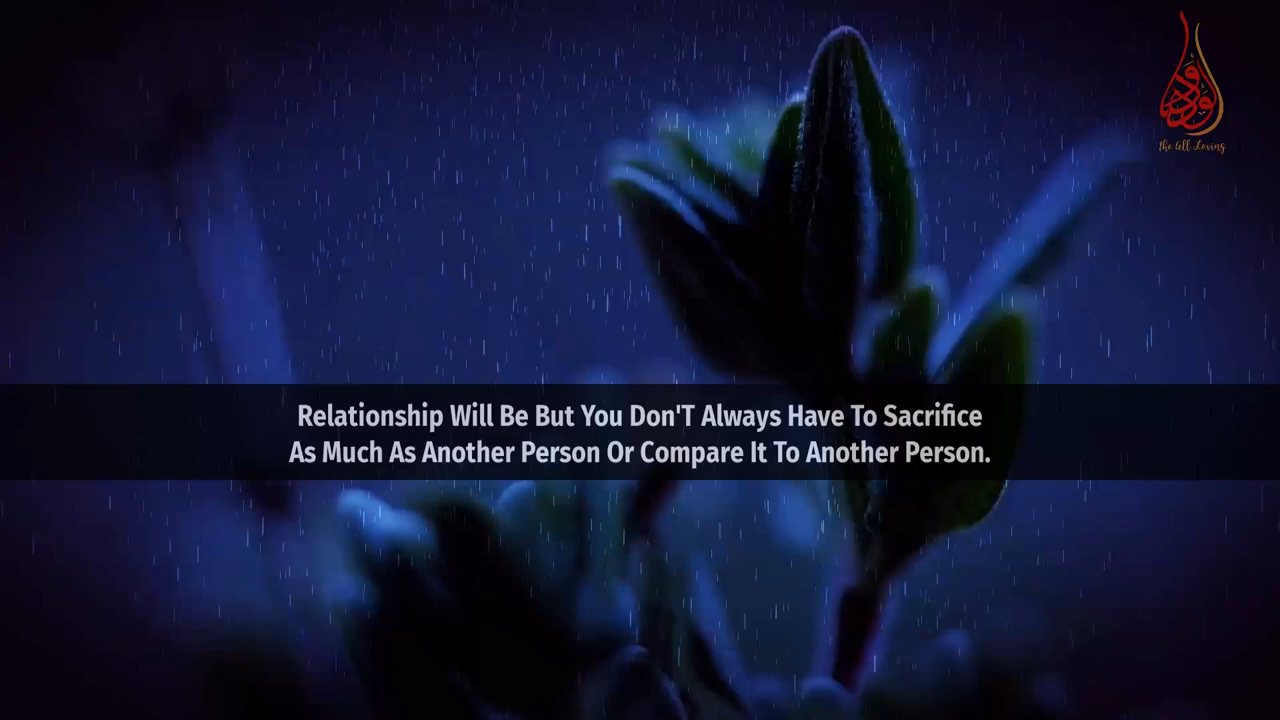 الودود
The All Loving
Relationship Will Be But You Don'T Always Have To Sacrifice
As Much As Another Person Or Compare It To Another Person.